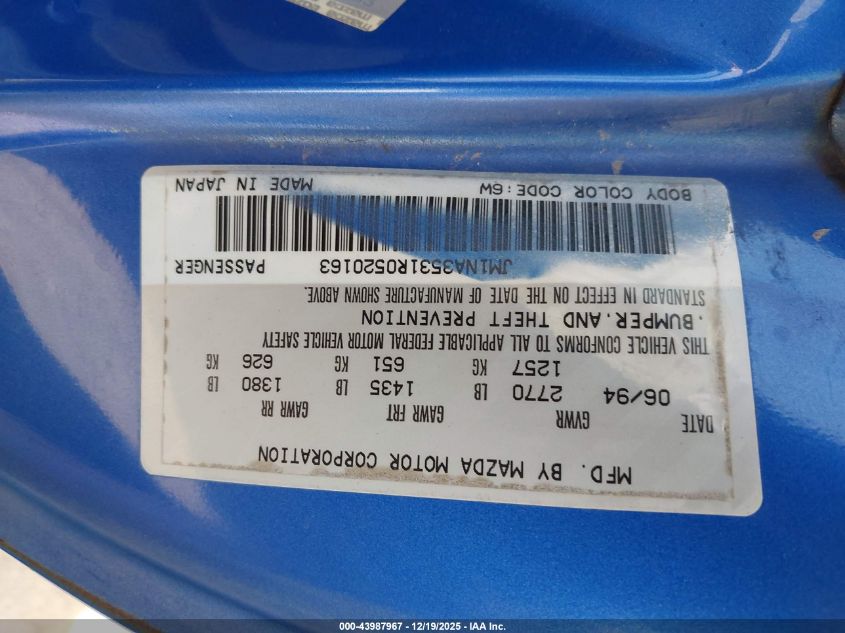 MFD. BY MAZDA MOTOR CORPORATION
DATE GVWR GAWR FRT GAWR RR
06/94 2770 LB 1435 LB 1380 LB
1257 KG 651 KG 626 KG
THIS VEHICLE CONFORMS TO ALL APPLICABLE FEDERAL MOTOR VEHICLE SAFETY
.BUMPER.AND THEFT PREVENTION
STANDARD IN EFFECT ON THE DATE OF MANUFACTURE SHOWN ABOVE.
JM1NA3531R0520163 PASSENGER
BODY COLOR CODE:6W MADE IN JAPAN
000-43987967 - 12/19/2025 - IAA Inc.